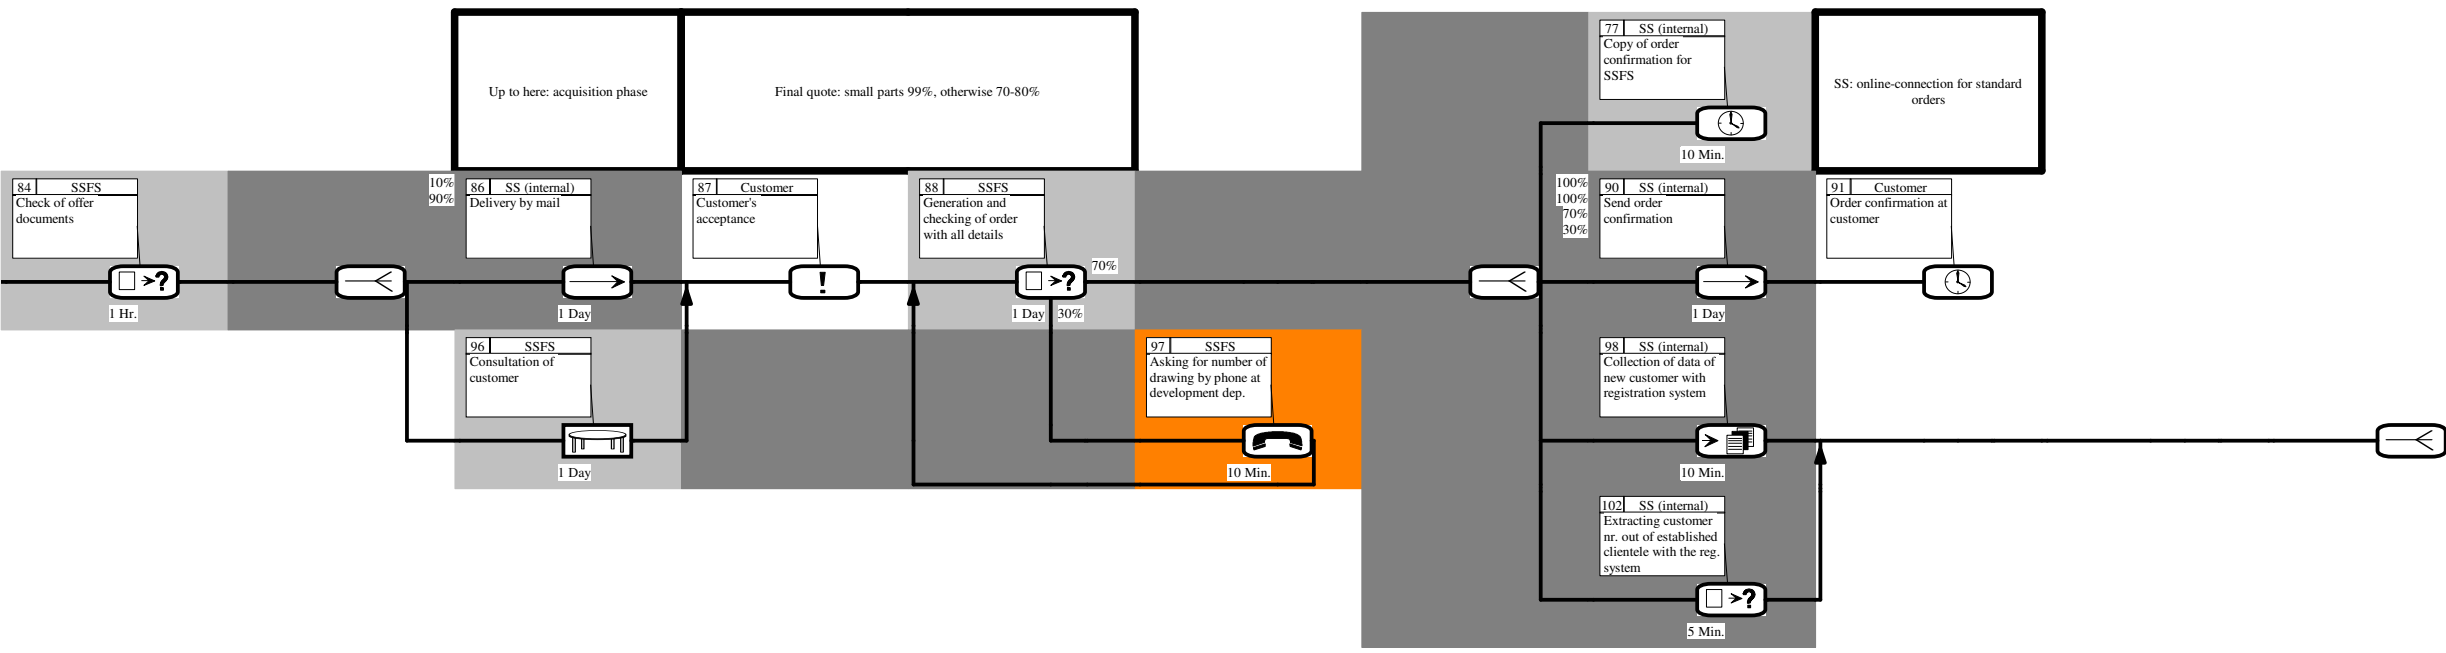 Up to here: acquisition phase
Final quote: small parts 99%, otherwise 70-80%
77 SS (internal)
Copy of order
confirmation for
SSFS
10 Min.
SS: online-connection for standard
orders
84 SSFS
Check of offer
documents
1 Hr.
10%
90%
86 SS (internal)
Delivery by mail
1 Day
87 Customer
Customer's
acceptance
!
88 SSFS
Generation and
checking of order
with all details
?
70%
1 Day
30%
100%
100%
70%
30%
90 SS (internal)
Send order
confirmation
1 Day
91 Customer
Order confirmation at
customer
?
96 SSFS
Consultation of
customer
1 Day
97 SSFS
Asking for number of
drawing by phone at
development dep.
10 Min.
98 SS (internal)
Collection of data of
new customer with
registration system
10 Min.
102 SS (internal)
Extracting customer
nr. out of established
clientele with the reg.
system
?
5 Min.